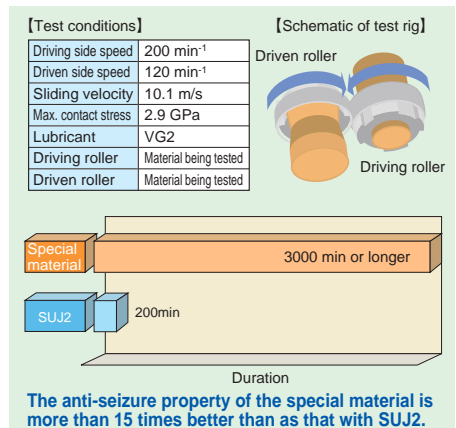 【Test conditions】
Driving side speed 200 min-1
Driven side speed 120 min-1
Sliding velocity 10.1 m/s
Max. contact stress 2.9 GPa
Lubricant VG2
Driving roller Material being tested
Driven roller Material being tested
【Schematic of test rig】
Driven roller
Driving roller
Special
material
3000 min or longer
SUJ2
200min
Duration
The anti-seizure property of the special material is
more than 15 times better than as that with SUJ2.